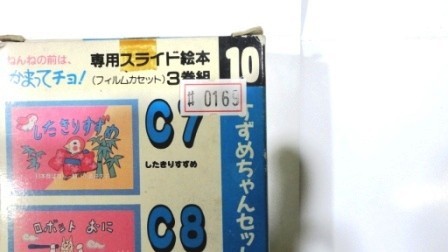 ねんねの前は、
かまってチョ!
専用スライド絵本
(フィルムカセット) 3巻組
10
# 0169
すずめちゃんセット
したきりすずめ
C7
したきりすずめ
ロボット おに
C8